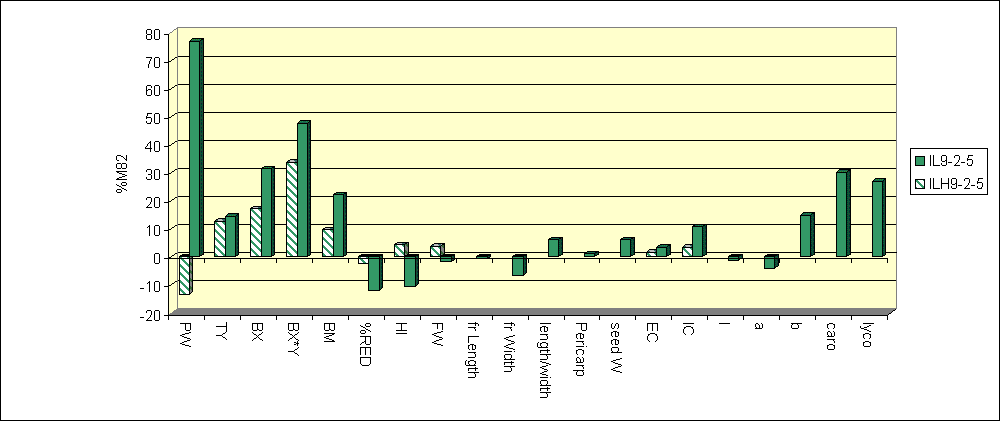 80
70
60
50
40
30
20
10
0
-10
-20
%M82
PW
TY
BX
BX*Y
BM
%RED
HI
FW
fr Length
fr Width
length/width
Pericarp
seed W
EC
IC
l
a
b
caro
lyco
IL9-2-5
ILH9-2-5